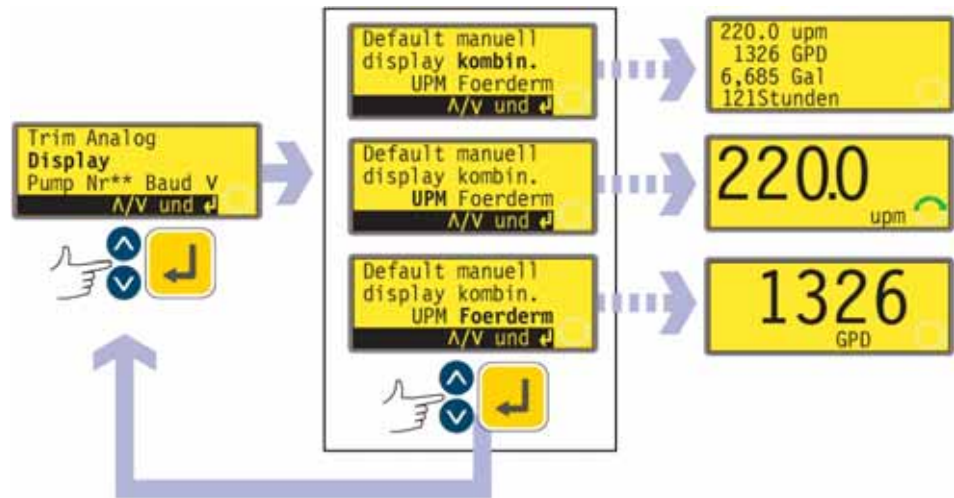 Trim Analog
Display
Pump Nr** Baud V
Λ/V und ↲
Default manuell
display kombin.
UPM Foerderm
Λ/V und ↲
220.0 upm
1326 GPD
6,685 Gal
121Stunden
Default manuell
display kombin.
UPM Foerderm
Λ/V und ↲
220.0
upm
Default manuell
display kombin.
UPM Foerderm
Λ/V und ↲
1326
GPD